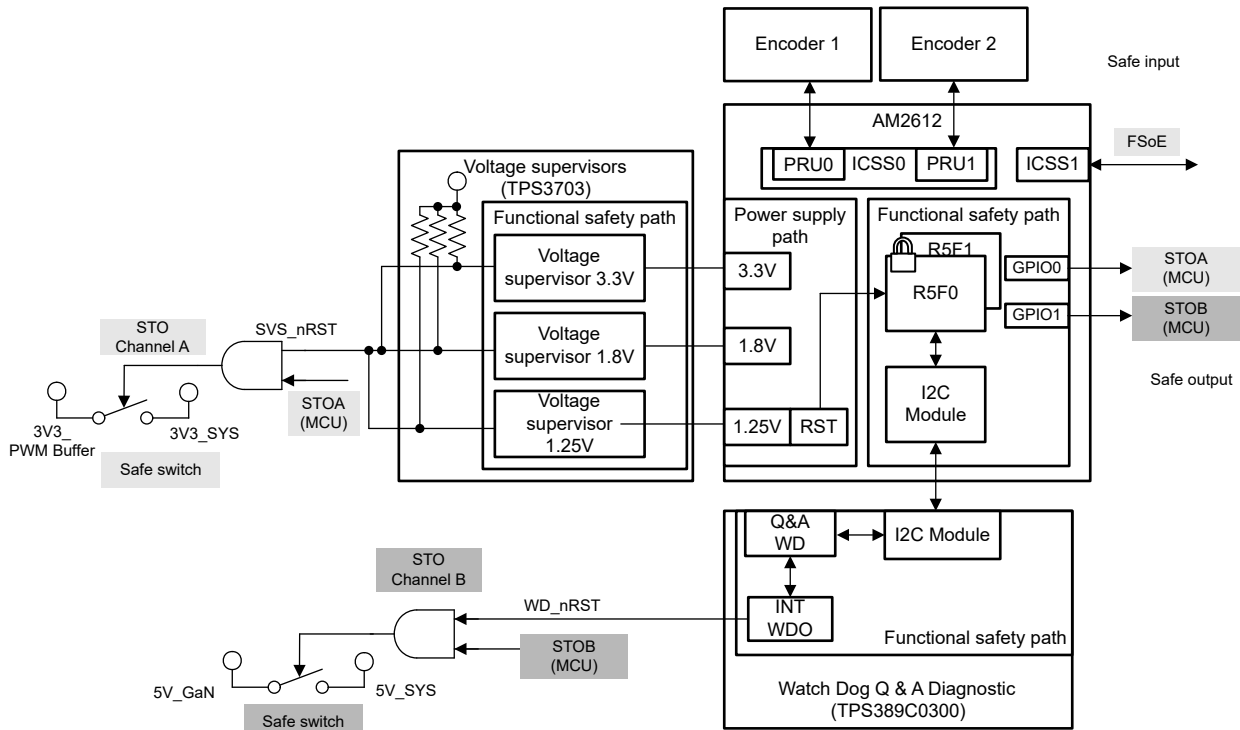 Encoder 1
Encoder 2
Safe input
AM2612
FSoE
PRU0
ICSS0
PRU1
ICSS1
Voltage supervisors
(TPS3703)
Functional safety path
Power supply
path
Functional safety path
Voltage
supervisor 3.3V
3.3V
R5F1
R5F0
GPIO0
STOA
(MCU)
GPIO1
STOB
(MCU)
SVS_nRST
STO
Channel A
Voltage
supervisor 1.8V
1.8V
Safe output
I2C
Module
STOA
(MCU)
Voltage
supervisor
1.25V
1.25V
RST
3V3_
PWM Buffer
3V3_SYS
Safe switch
Q&A
WD
I2C Module
STO
Channel B
WD_nRST
INT
WDO
Functional safety path
STOB
(MCU)
5V_GaN
5V_SYS
Safe switch
Watch Dog Q & A Diagnostic
(TPS389C0300)